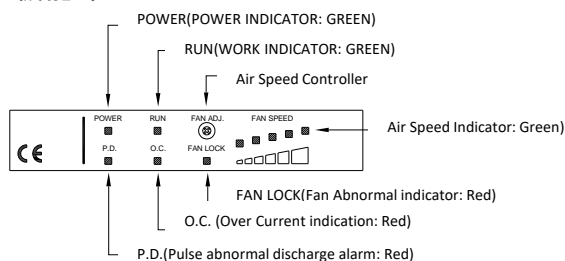 POWER(POWER INDICATOR: GREEN)
RUN(WORK INDICATOR: GREEN)
Air Speed Controller
POWER RUN FAN ADJ. FAN SPEED
Air Speed Indicator: Green)
P.D. O.C. FAN LOCK
CE
FAN LOCK(Fan Abnormal indicator: Red)
O.C. (Over Current indication: Red)
P.D.(Pulse abnormal discharge alarm: Red)